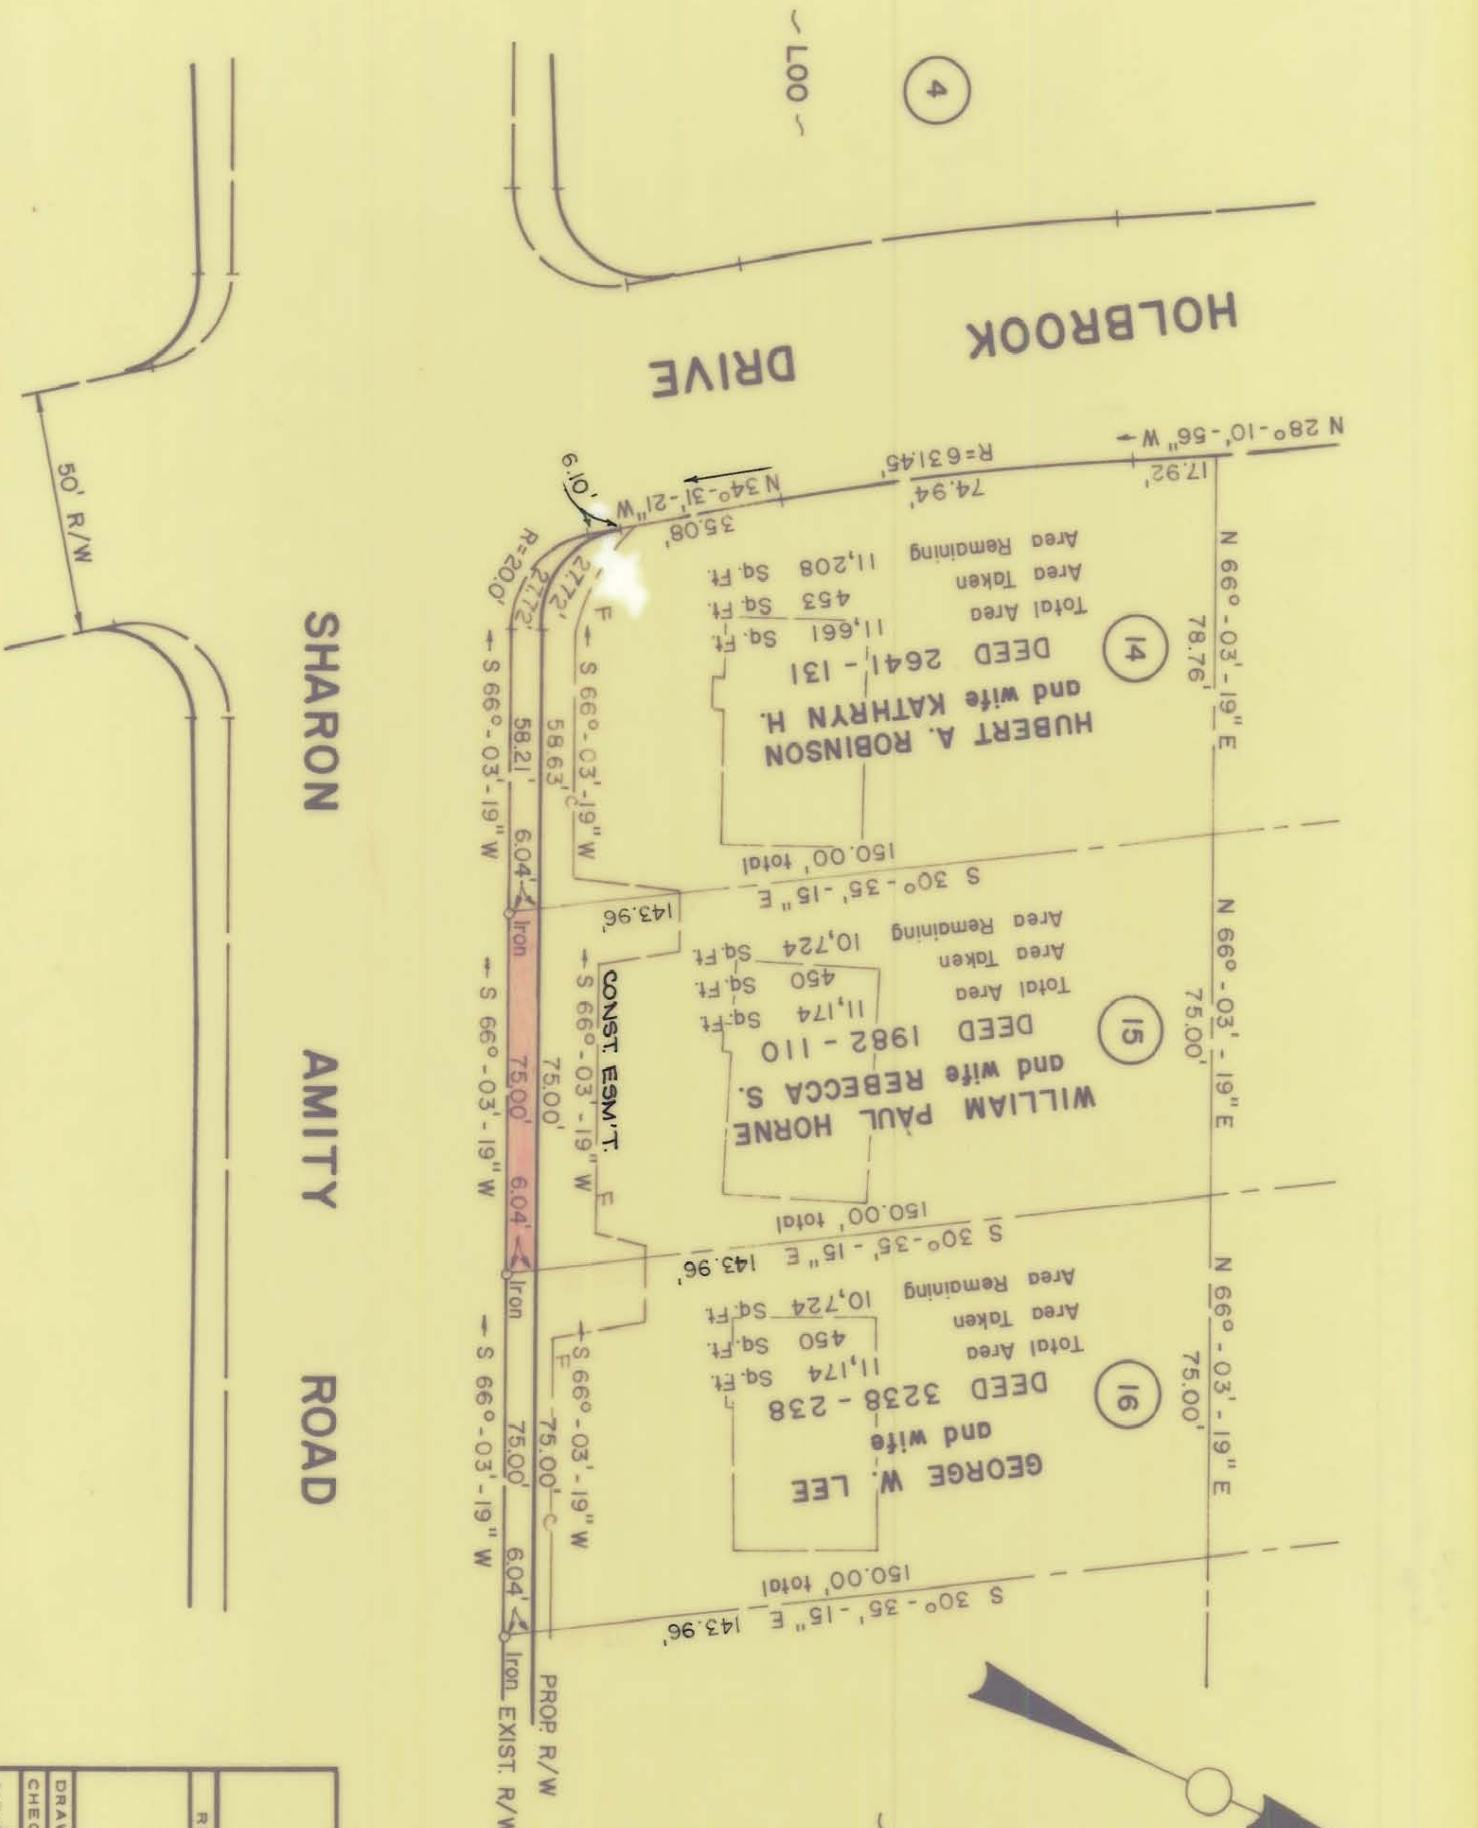 ~ LOO ~
4
HOLBROOK DRIVE
N 28°-10'-56" W
17.92'
R=631.45'
74.94'
N 34°-31'-21" W
35.08'
6.10'
R=20.0'
27.72'
27.72'
50' R/W
SHARON AMITY ROAD
14
HUBERT A. ROBINSON
and wife KATHRYN H.
DEED 2641 - 131
Total Area 11,661 Sq. Ft.
Area Taken 453 Sq. Ft.
Area Remaining 11,208 Sq. Ft.
N 66°-03'-19" E
78.76'
F
S 66°-03'-19" W
58.63'
C
58.21'
S 66°-03'-19" W
6.04'
Iron
S 30°-35'-15" E
150.00' total
143.96'
15
WILLIAM PAUL HORNE
and wife REBECCA S.
DEED 1982 - 110
Total Area 11,174 Sq. Ft.
Area Taken 450 Sq. Ft.
Area Remaining 10,724 Sq. Ft.
N 66°-03'-19" E
75.00'
CONST. ESM'T.
S 66°-03'-19" W
F
75.00'
75.00'
S 66°-03'-19" W
6.04'
Iron
S 30°-35'-15" E
150.00' total
143.96'
16
GEORGE W. LEE
and wife
DEED 3238 - 238
Total Area 11,174 Sq. Ft.
Area Taken 450 Sq. Ft.
Area Remaining 10,724 Sq. Ft.
N 66°-03'-19" E
75.00'
S 66°-03'-19" W
F
75.00'
C
75.00'
S 66°-03'-19" W
6.04'
Iron
S 30°-35'-15" E
150.00' total
143.96'
PROP. R/W
EXIST. R/W
R
DRAW
CHEC